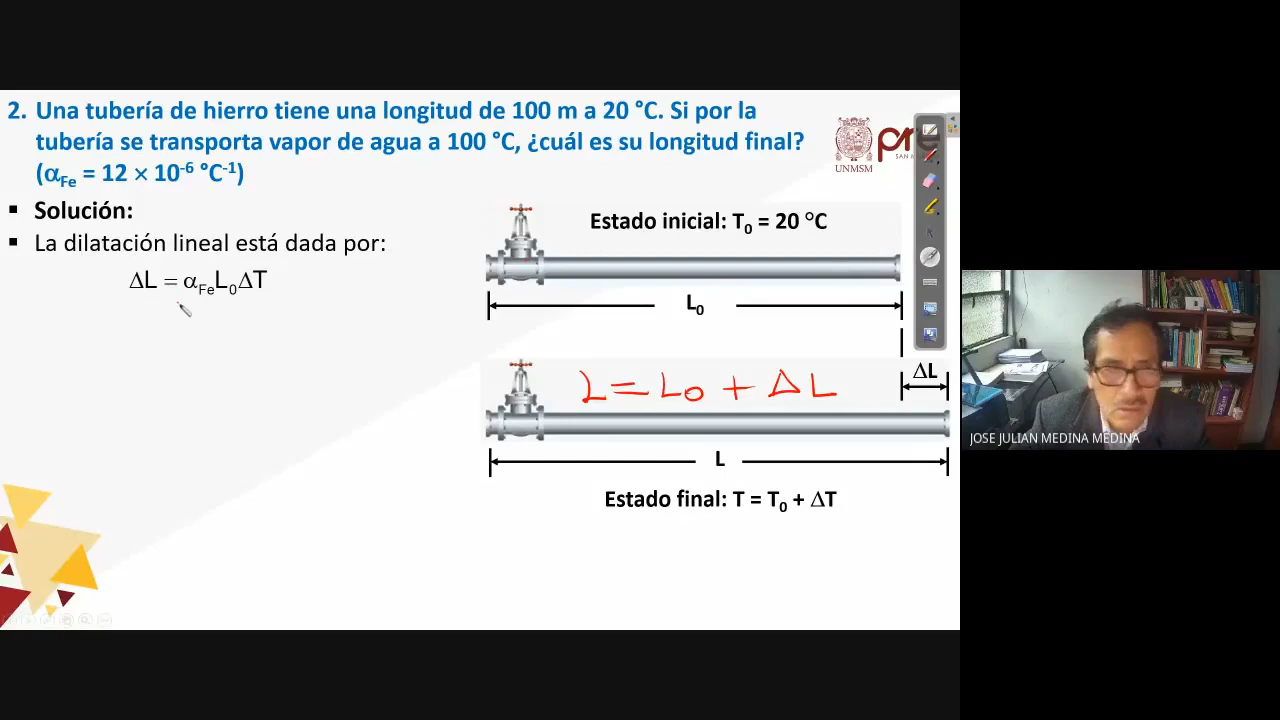 2. Una tubería de hierro tiene una longitud de 100 m a 20 °C. Si por la
tubería se transporta vapor de agua a 100 °C, ¿cuál es su longitud final?
(αFe = 12 × 10⁻⁶ °C⁻¹)
UNMSM
pre
▪ Solución:
▪ La dilatación lineal está dada por:
ΔL = αFeL₀ΔT
Estado inicial: T₀ = 20 °C
L₀
ΔL
L = L₀ + ΔL
L
Estado final: T = T₀ + ΔT
JOSE JULIAN MEDINA MEDINA